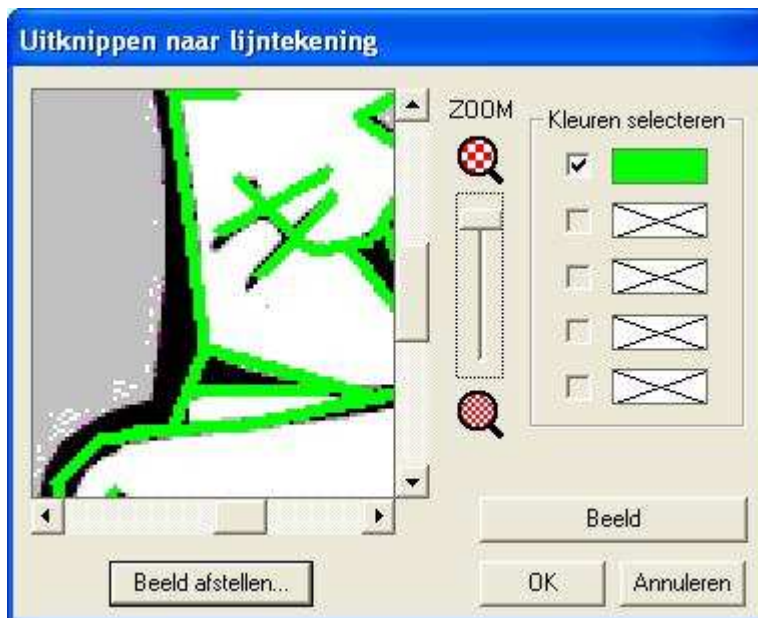 Uitknippen naar lijntekening
ZOOM
Kleuren selecteren
Beeld
Beeld afstellen...
OK
Annuleren